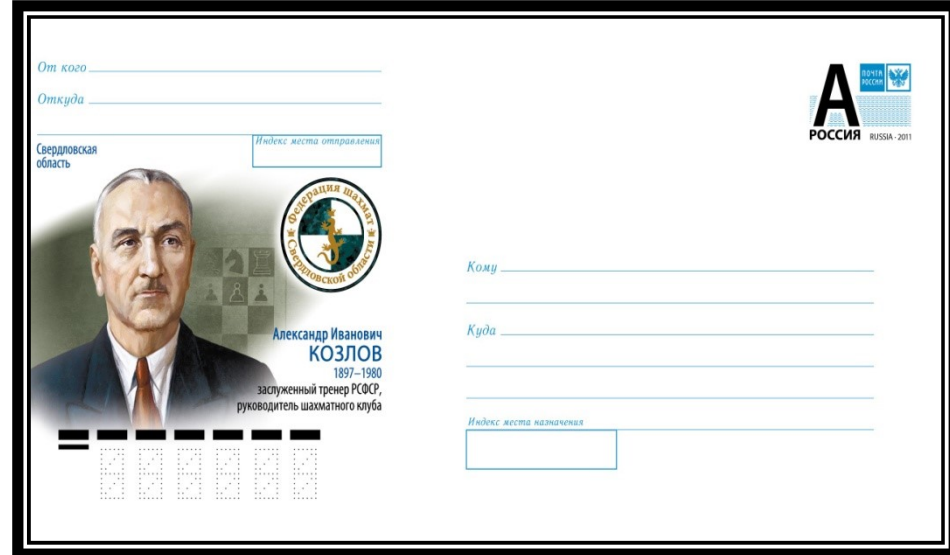 От кого
Откуда
Индекс места отправления
Свердловская
область
Федерация шахмат
Свердловской области
Александр Иванович
КОЗЛОВ
1897–1980
заслуженный тренер РСФСР,
руководитель шахматного клуба
А
ПОЧТА
РОССИИ
РОССИЯ RUSSIA - 2011
Кому
Куда
Индекс места назначения